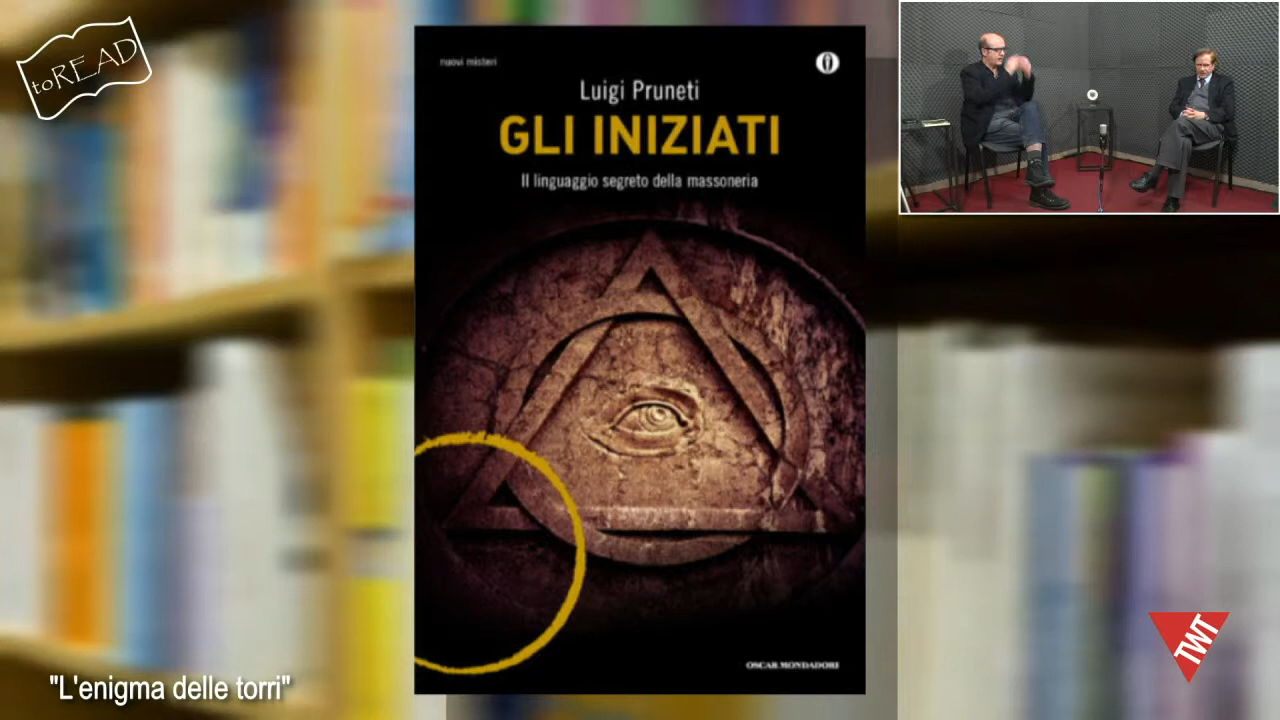 toREAD
nuovi misteri
Luigi Pruneti
GLI INIZIATI
Il linguaggio segreto della massoneria
OSCAR MONDADORI
"L'enigma delle torri"
TWT